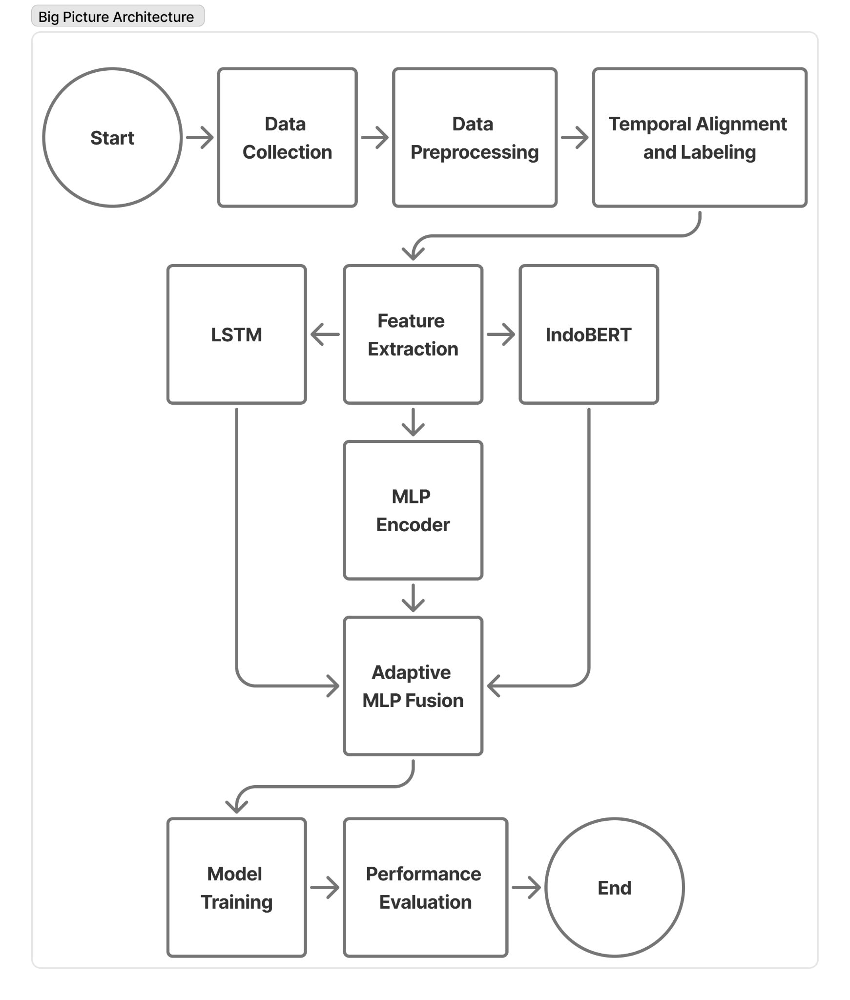 Big Picture Architecture
Start
Data
Collection
Data
Preprocessing
Temporal Alignment
and Labeling
LSTM
Feature
Extraction
IndoBERT
MLP
Encoder
Adaptive
MLP Fusion
Model
Training
Performance
Evaluation
End